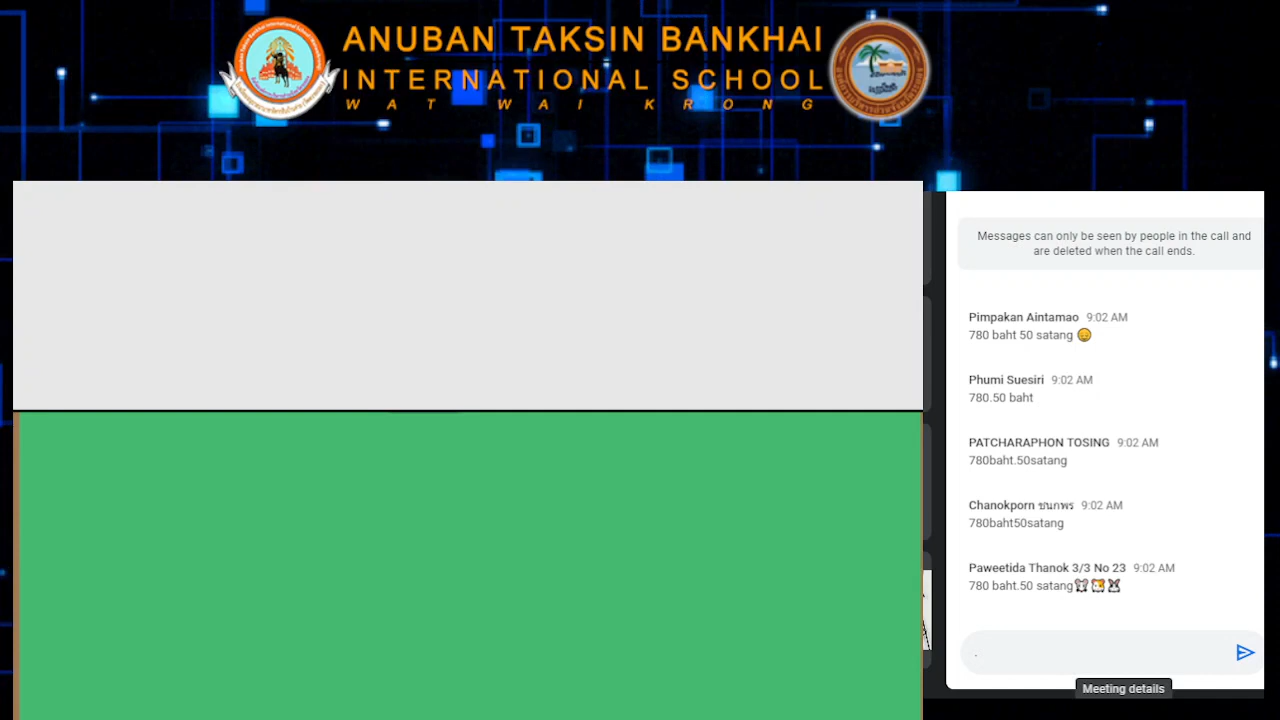 ANUBAN TAKSIN BANKHAI
INTERNATIONAL SCHOOL
WAT WAI KRONG
Messages can only be seen by people in the call and
are deleted when the call ends.
Pimpakan Aintamao 9:02 AM
780 baht 50 satang 😑
Phumi Suesiri 9:02 AM
780.50 baht
PATCHARAPHON TOSING 9:02 AM
780baht.50satang
Chanokporn ชนกพร 9:02 AM
780baht50satang
Paweetida Thanok 3/3 No 23 9:02 AM
780 baht.50 satang🐭🐹🐰
.
Meeting details